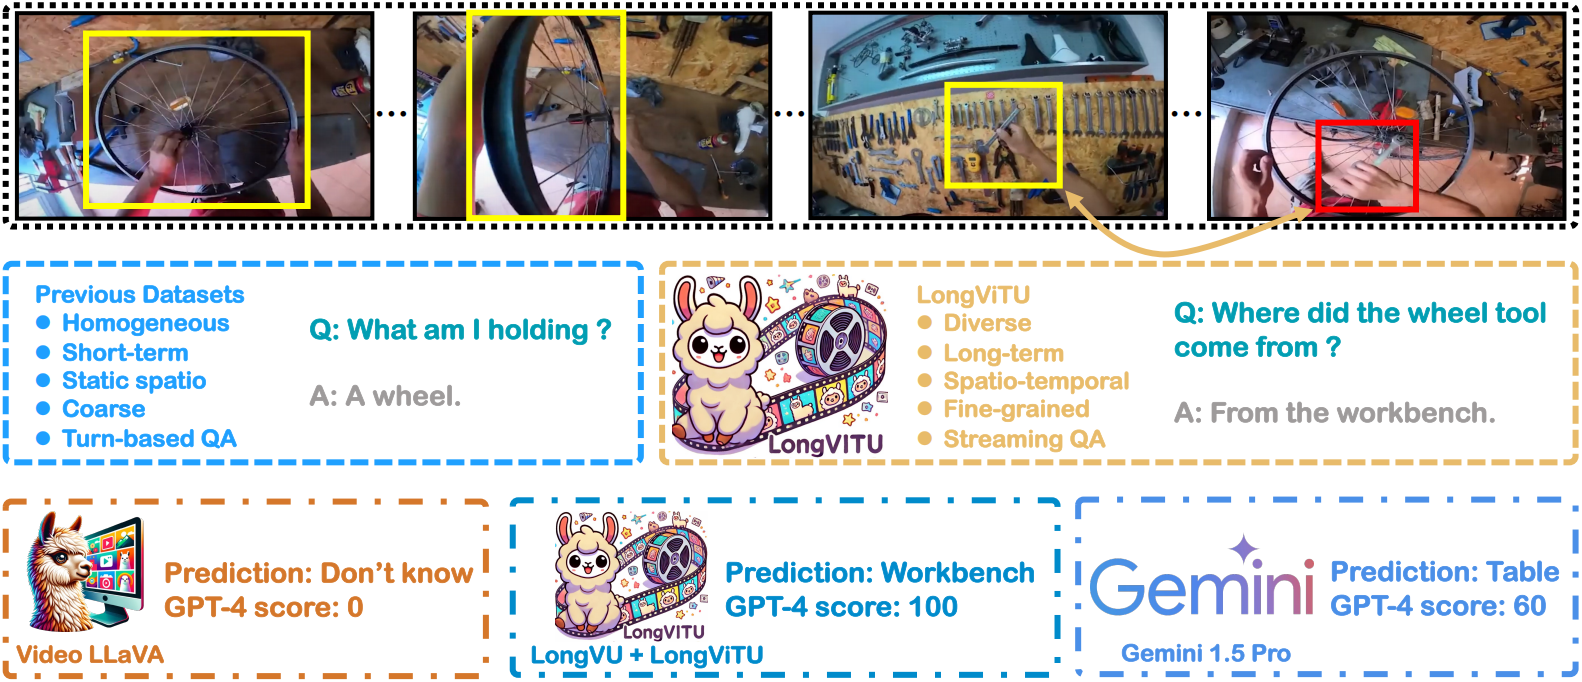 ... ... ...
Previous Datasets
● Homogeneous
● Short-term
● Static spatio
● Coarse
● Turn-based QA
Q: What am I holding ?
A: A wheel.
LongVITU
LongViTU
● Diverse
● Long-term
● Spatio-temporal
● Fine-grained
● Streaming QA
Q: Where did the wheel tool
come from ?
A: From the workbench.
Prediction: Don't know
GPT-4 score: 0
Video LLaVA
LongVITU
Prediction: Workbench
GPT-4 score: 100
LongVU + LongViTU
Gemini
Prediction: Table
GPT-4 score: 60
Gemini 1.5 Pro